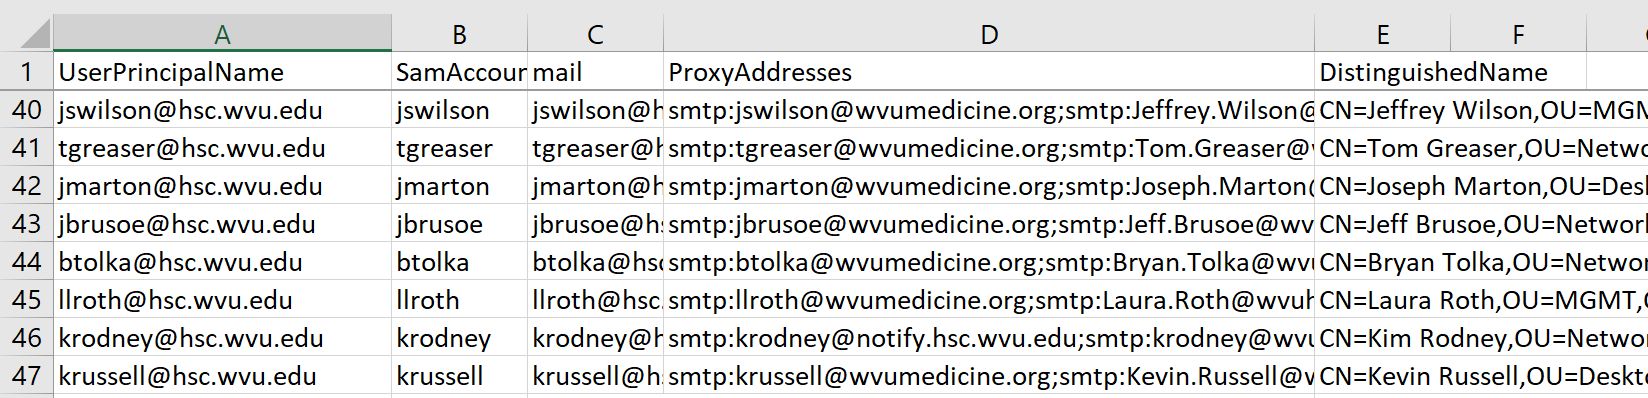 A B C D E F
1 UserPrincipalName SamAccour mail ProxyAddresses DistinguishedName
40 jswilson@hsc.wvu.edu jswilson jswilson@h smtp:jswilson@wvumedicine.org;smtp:Jeffrey.Wilson@ CN=Jeffrey Wilson,OU=MGM
41 tgreaser@hsc.wvu.edu tgreaser tgreaser@h smtp:tgreaser@wvumedicine.org;smtp:Tom.Greaser@ CN=Tom Greaser,OU=Netwo
42 jmarton@hsc.wvu.edu jmarton jmarton@h smtp:jmarton@wvumedicine.org;smtp:Joseph.Marton CN=Joseph Marton,OU=Desk
43 jbrusoe@hsc.wvu.edu jbrusoe jbrusoe@hs smtp:jbrusoe@wvumedicine.org;smtp:Jeff.Brusoe@wv CN=Jeff Brusoe,OU=Network
44 btolka@hsc.wvu.edu btolka btolka@hsc smtp:btolka@wvumedicine.org;smtp:Bryan.Tolka@wvu CN=Bryan Tolka,OU=Netwo
45 llroth@hsc.wvu.edu llroth llroth@hsc. smtp:llroth@wvumedicine.org;smtp:Laura.Roth@wvuh CN=Laura Roth,OU=MGMT,
46 krodney@hsc.wvu.edu krodney krodney@h smtp:krodney@notify.hsc.wvu.edu;smtp:krodney@wvu CN=Kim Rodney,OU=Networ
47 krussell@hsc.wvu.edu krussell krussell@hs smtp:krussell@wvumedicine.org;smtp:Kevin.Russell@ CN=Kevin Russell,OU=Deskt